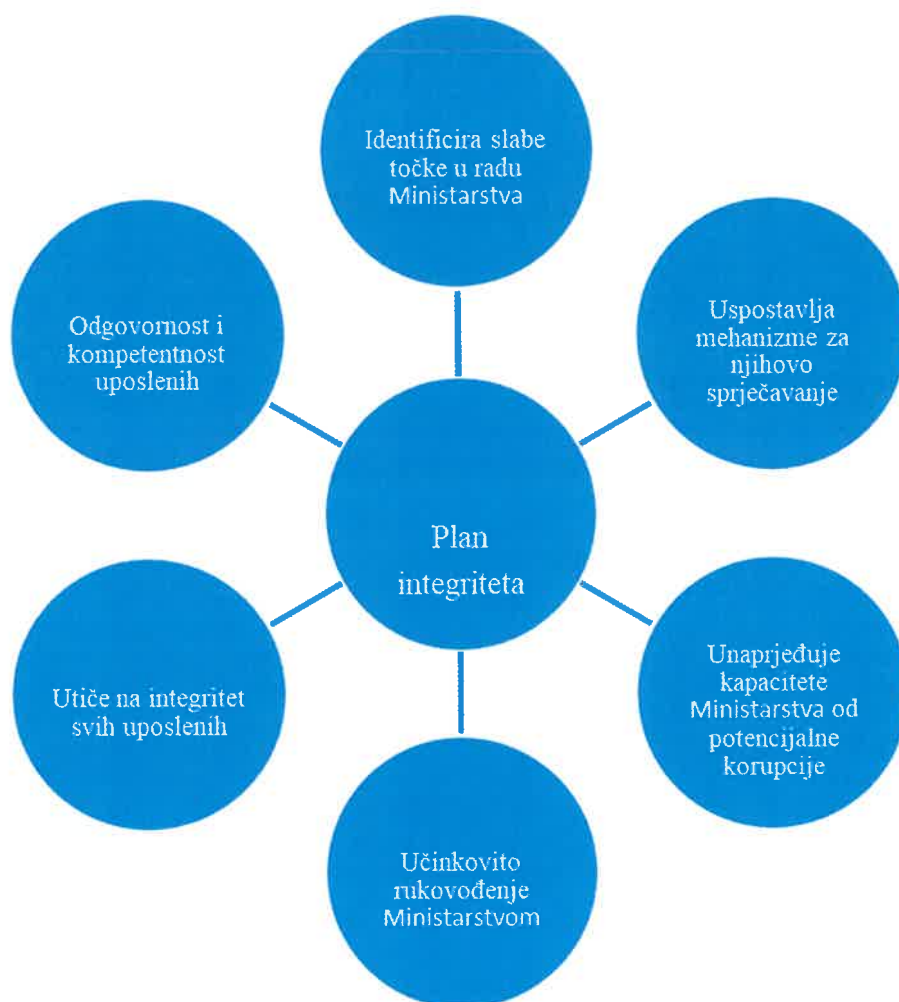 Identificira slabe
točke u radu
Ministarstva
Uspostavlja
mehanizme za
njihovo
sprječavanje
Unaprjeđuje
kapacitete
Ministarstva od
potencijalne
korupcije
Učinkovito
rukovođenje
Ministarstvom
Utiče na integritet
svih uposlenih
Odgovornost i
kompetentnost
uposlenih
Plan
integriteta